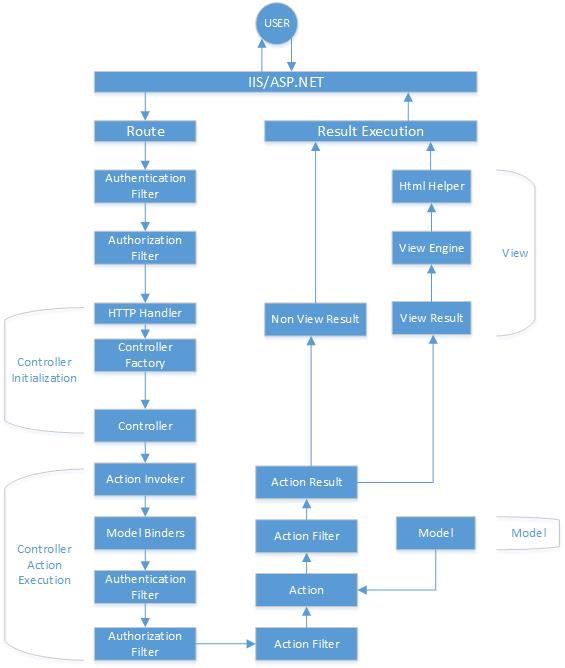 USER
IIS/ASP.NET
Route
Result Execution
Authentication
Filter
Html Helper
Authorization
Filter
View Engine
View
HTTP Handler
Non View Result
View Result
Controller
Factory
Controller
Initialization
Controller
Action Invoker
Action Result
Model Binders
Action Filter
Model
Model
Controller
Action
Execution
Authentication
Filter
Action
Authorization
Filter
Action Filter